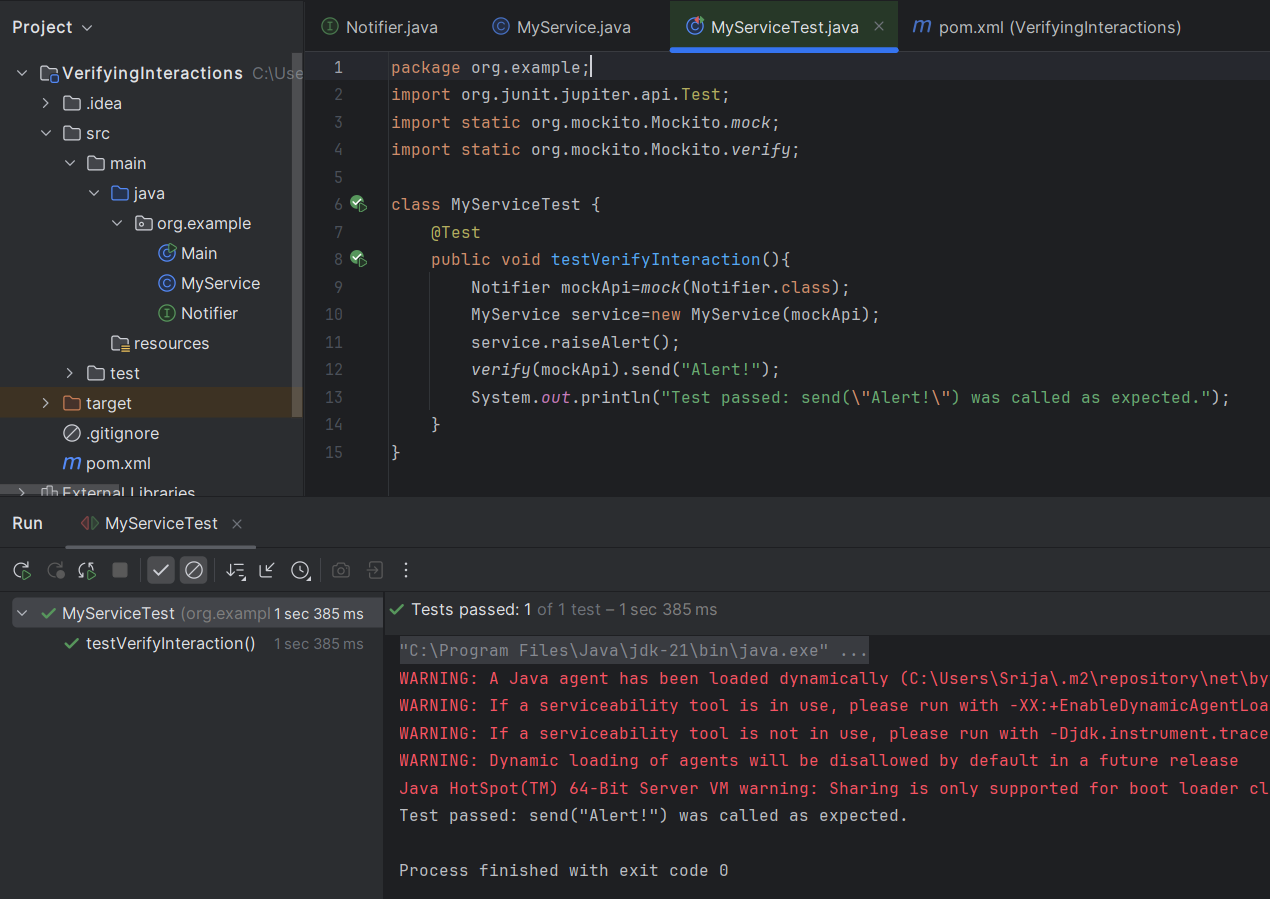 Project
Notifier.java
MyService.java
MyServiceTest.java
pom.xml (VerifyingInteractions)
VerifyingInteractions C:\Use
.idea
src
main
java
org.example
Main
MyService
Notifier
resources
test
target
.gitignore
pom.xml
External Libraries
1 package org.example;
2 import org.junit.jupiter.api.Test;
3 import static org.mockito.Mockito.mock;
4 import static org.mockito.Mockito.verify;
5
6 class MyServiceTest {
7 @Test
8 public void testVerifyInteraction(){
9 Notifier mockApi=mock(Notifier.class);
10 MyService service=new MyService(mockApi);
11 service.raiseAlert();
12 verify(mockApi).send("Alert!");
13 System.out.println("Test passed: send(\"Alert!\") was called as expected.");
14 }
15 }
Run MyServiceTest
MyServiceTest (org.exampl 1 sec 385 ms
testVerifyInteraction() 1 sec 385 ms
Tests passed: 1 of 1 test – 1 sec 385 ms
"C:\Program Files\Java\jdk-21\bin\java.exe" ...
WARNING: A Java agent has been loaded dynamically (C:\Users\Srija\.m2\repository\net\by
WARNING: If a serviceability tool is in use, please run with -XX:+EnableDynamicAgentLoa
WARNING: If a serviceability tool is not in use, please run with -Djdk.instrument.trace
WARNING: Dynamic loading of agents will be disallowed by default in a future release
Java HotSpot(TM) 64-Bit Server VM warning: Sharing is only supported for boot loader cl
Test passed: send("Alert!") was called as expected.
Process finished with exit code 0